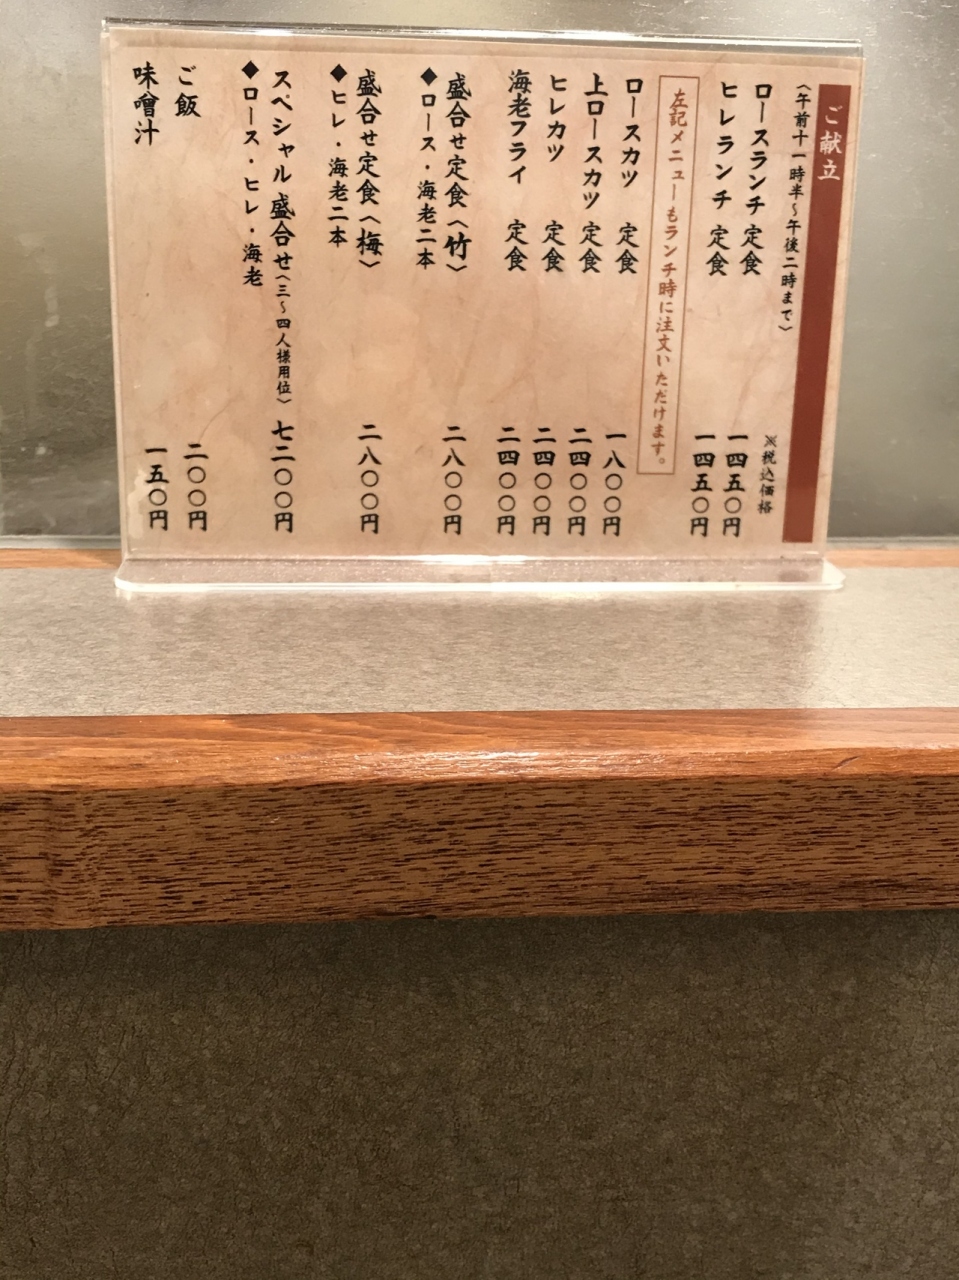 ご献立
〈午前十一時半～午後二時まで〉
※税込価格
ロースランチ 定食 一四五〇円
ヒレランチ 定食 一四五〇円
左記メニューもランチ時に注文いただけます。
ロースカツ 定食 一八〇〇円
上ロースカツ 定食 二四〇〇円
ヒレカツ 定食 二四〇〇円
海老フライ 定食 二四〇〇円
盛合せ定食〈竹〉 二八〇〇円
◆ロース・海老二本
盛合せ定食〈梅〉 二八〇〇円
◆ヒレ・海老二本
スペシャル盛合せ〈三～四人様用位〉 七二〇〇円
◆ロース・ヒレ・海老
ご飯 二〇〇円
味噌汁 一五〇円